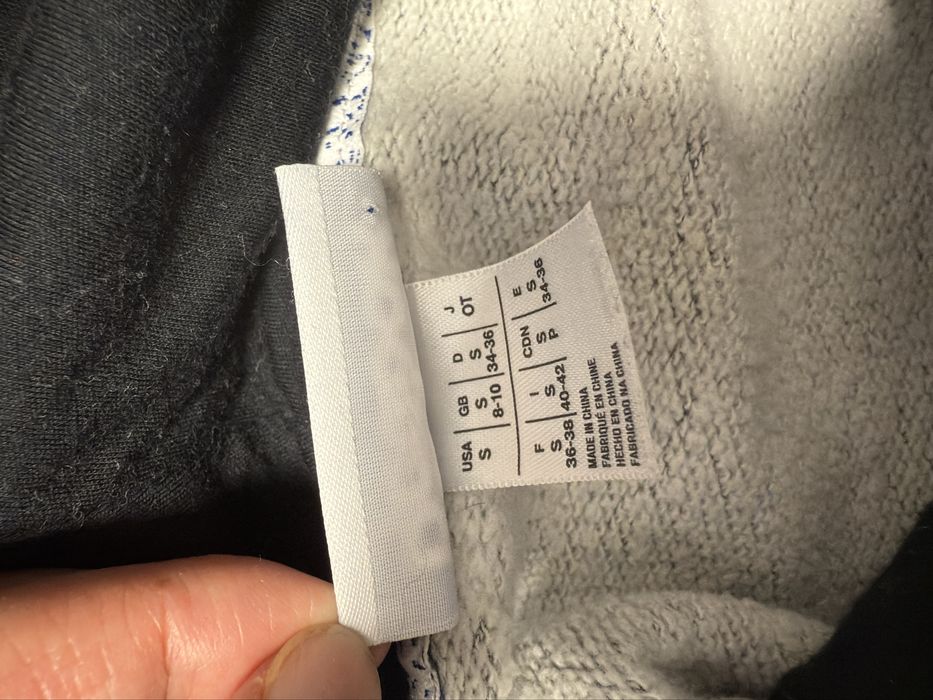 USA | GB | D | J
S | S | S | OT
8-10 | 34-36
F | I | CDN | E
S | S | S | S
36-38 | 40-42 | P | 34-36
MADE IN CHINA
FABRIQUÉ EN CHINE
HECHO EN CHINA
FABRICADO NA CHINA